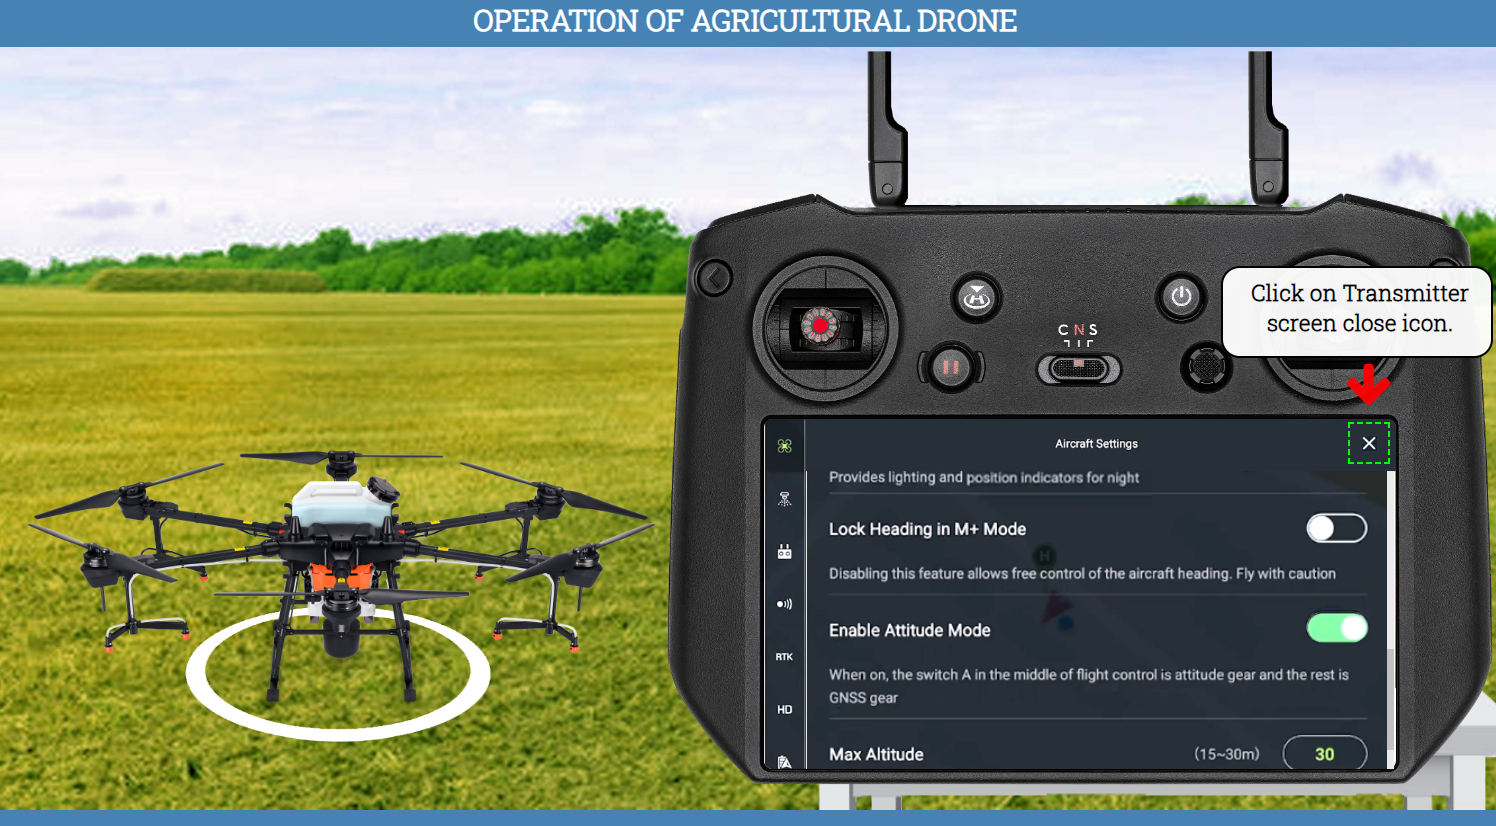 OPERATION OF AGRICULTURAL DRONE
C N S
Click on Transmitter
screen close icon.
Aircraft Settings
Provides lighting and position indicators for night
Lock Heading in M+ Mode
H
Disabling this feature allows free control of the aircraft heading. Fly with caution
Enable Attitude Mode
When on, the switch A in the middle of flight control is attitude gear and the rest is
GNSS gear
RTK
HD
Max Altitude (15~30m) 30